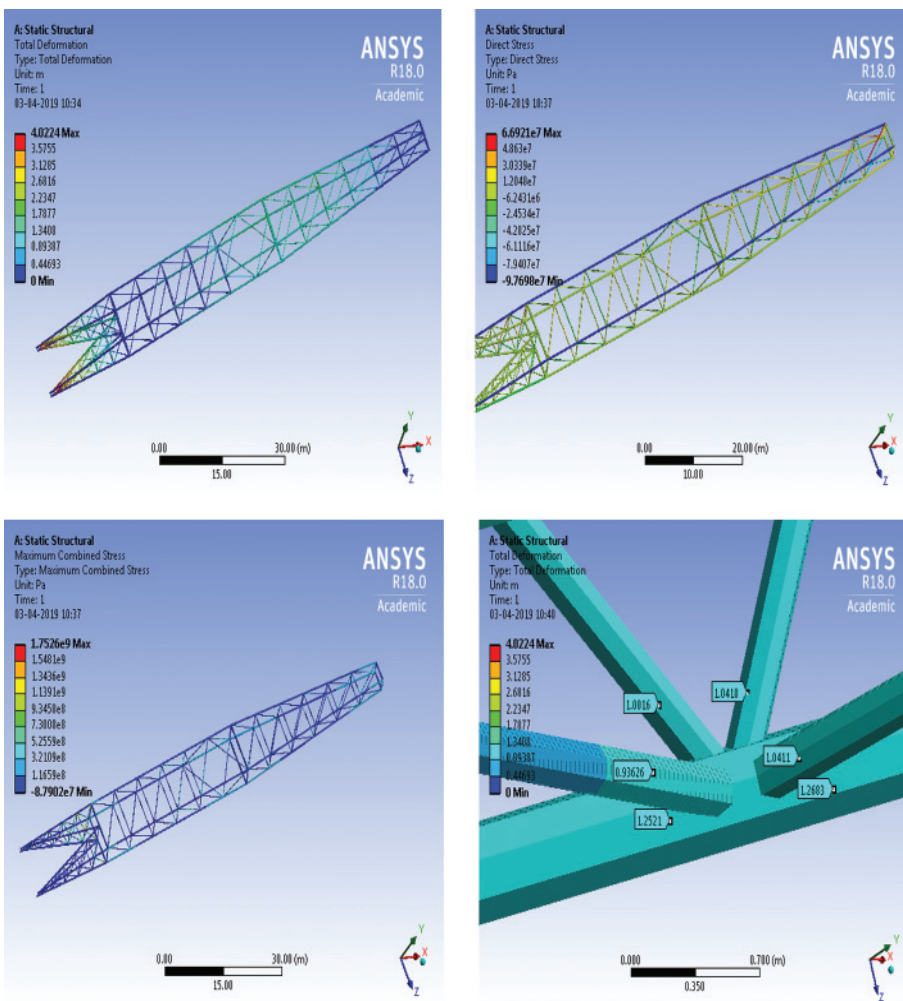 A: Static Structural
Total Deformation
Type: Total Deformation
Unit: m
Time: 1
03-04-2019 10:34
ANSYS
R18.0
Academic
4.0224 Max
3.5755
3.1285
2.6816
2.2347
1.7877
1.3408
0.89387
0.44693
0 Min
0.00
30.00 (m)
15.00
Y
X
Z
A: Static Structural
Direct Stress
Type: Direct Stress
Unit: Pa
Time: 1
03-04-2019 10:37
ANSYS
R18.0
Academic
6.6921e7 Max
4.863e7
3.0339e7
1.2048e7
-6.2431e6
-2.4534e7
-4.2825e7
-6.1116e7
-7.9407e7
-9.7698e7 Min
0.00
20.00 (m)
10.00
Y
X
Z
A: Static Structural
Maximum Combined Stress
Type: Maximum Combined Stress
Unit: Pa
Time: 1
03-04-2019 10:37
ANSYS
R18.0
Academic
1.7526e9 Max
1.5481e9
1.3436e9
1.1391e9
9.3458e8
7.3008e8
5.2559e8
3.2109e8
1.1659e8
-8.7902e7 Min
0.00
30.00 (m)
15.00
Y
X
Z
A: Static Structural
Total Deformation
Type: Total Deformation
Unit: m
Time: 1
03-04-2019 10:40
ANSYS
R18.0
Academic
4.0224 Max
3.5755
3.1285
2.6816
2.2347
1.7877
1.3408
0.89387
0.44693
0 Min
1.0016
1.0410
0.93626
1.0411
1.2683
1.2521
0.000
0.700 (m)
0.350
Y
X
Z